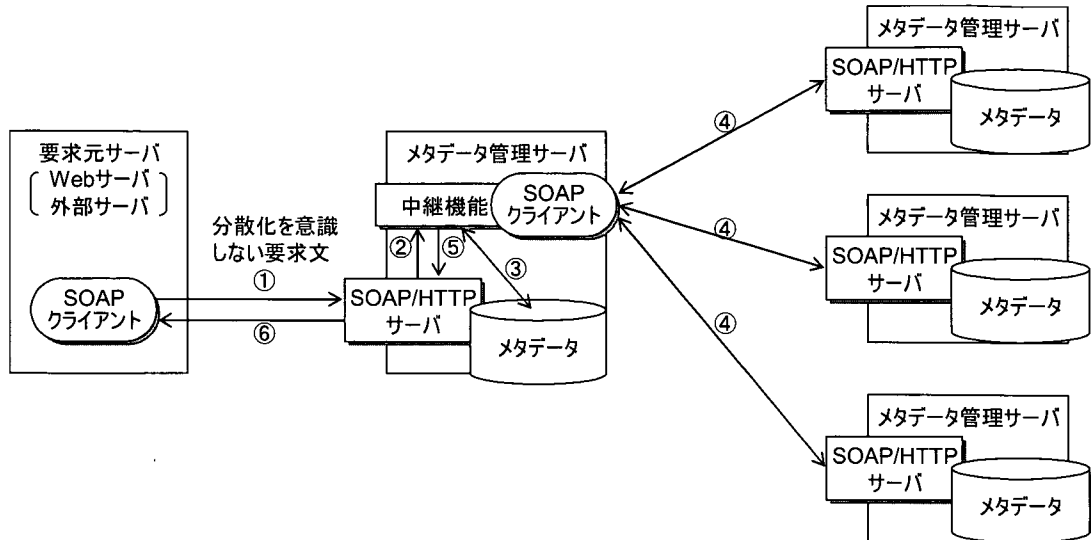 要求元サーバ
Webサーバ
外部サーバ
分散化を意識
しない要求文
①
⑥
SOAP
クライアント
メタデータ管理サーバ
中継機能
SOAP
クライアント
②
⑤
③
SOAP/HTTP
サーバ
メタデータ
④
④
④
メタデータ管理サーバ
SOAP/HTTP
サーバ
メタデータ
メタデータ管理サーバ
SOAP/HTTP
サーバ
メタデータ
メタデータ管理サーバ
SOAP/HTTP
サーバ
メタデータ